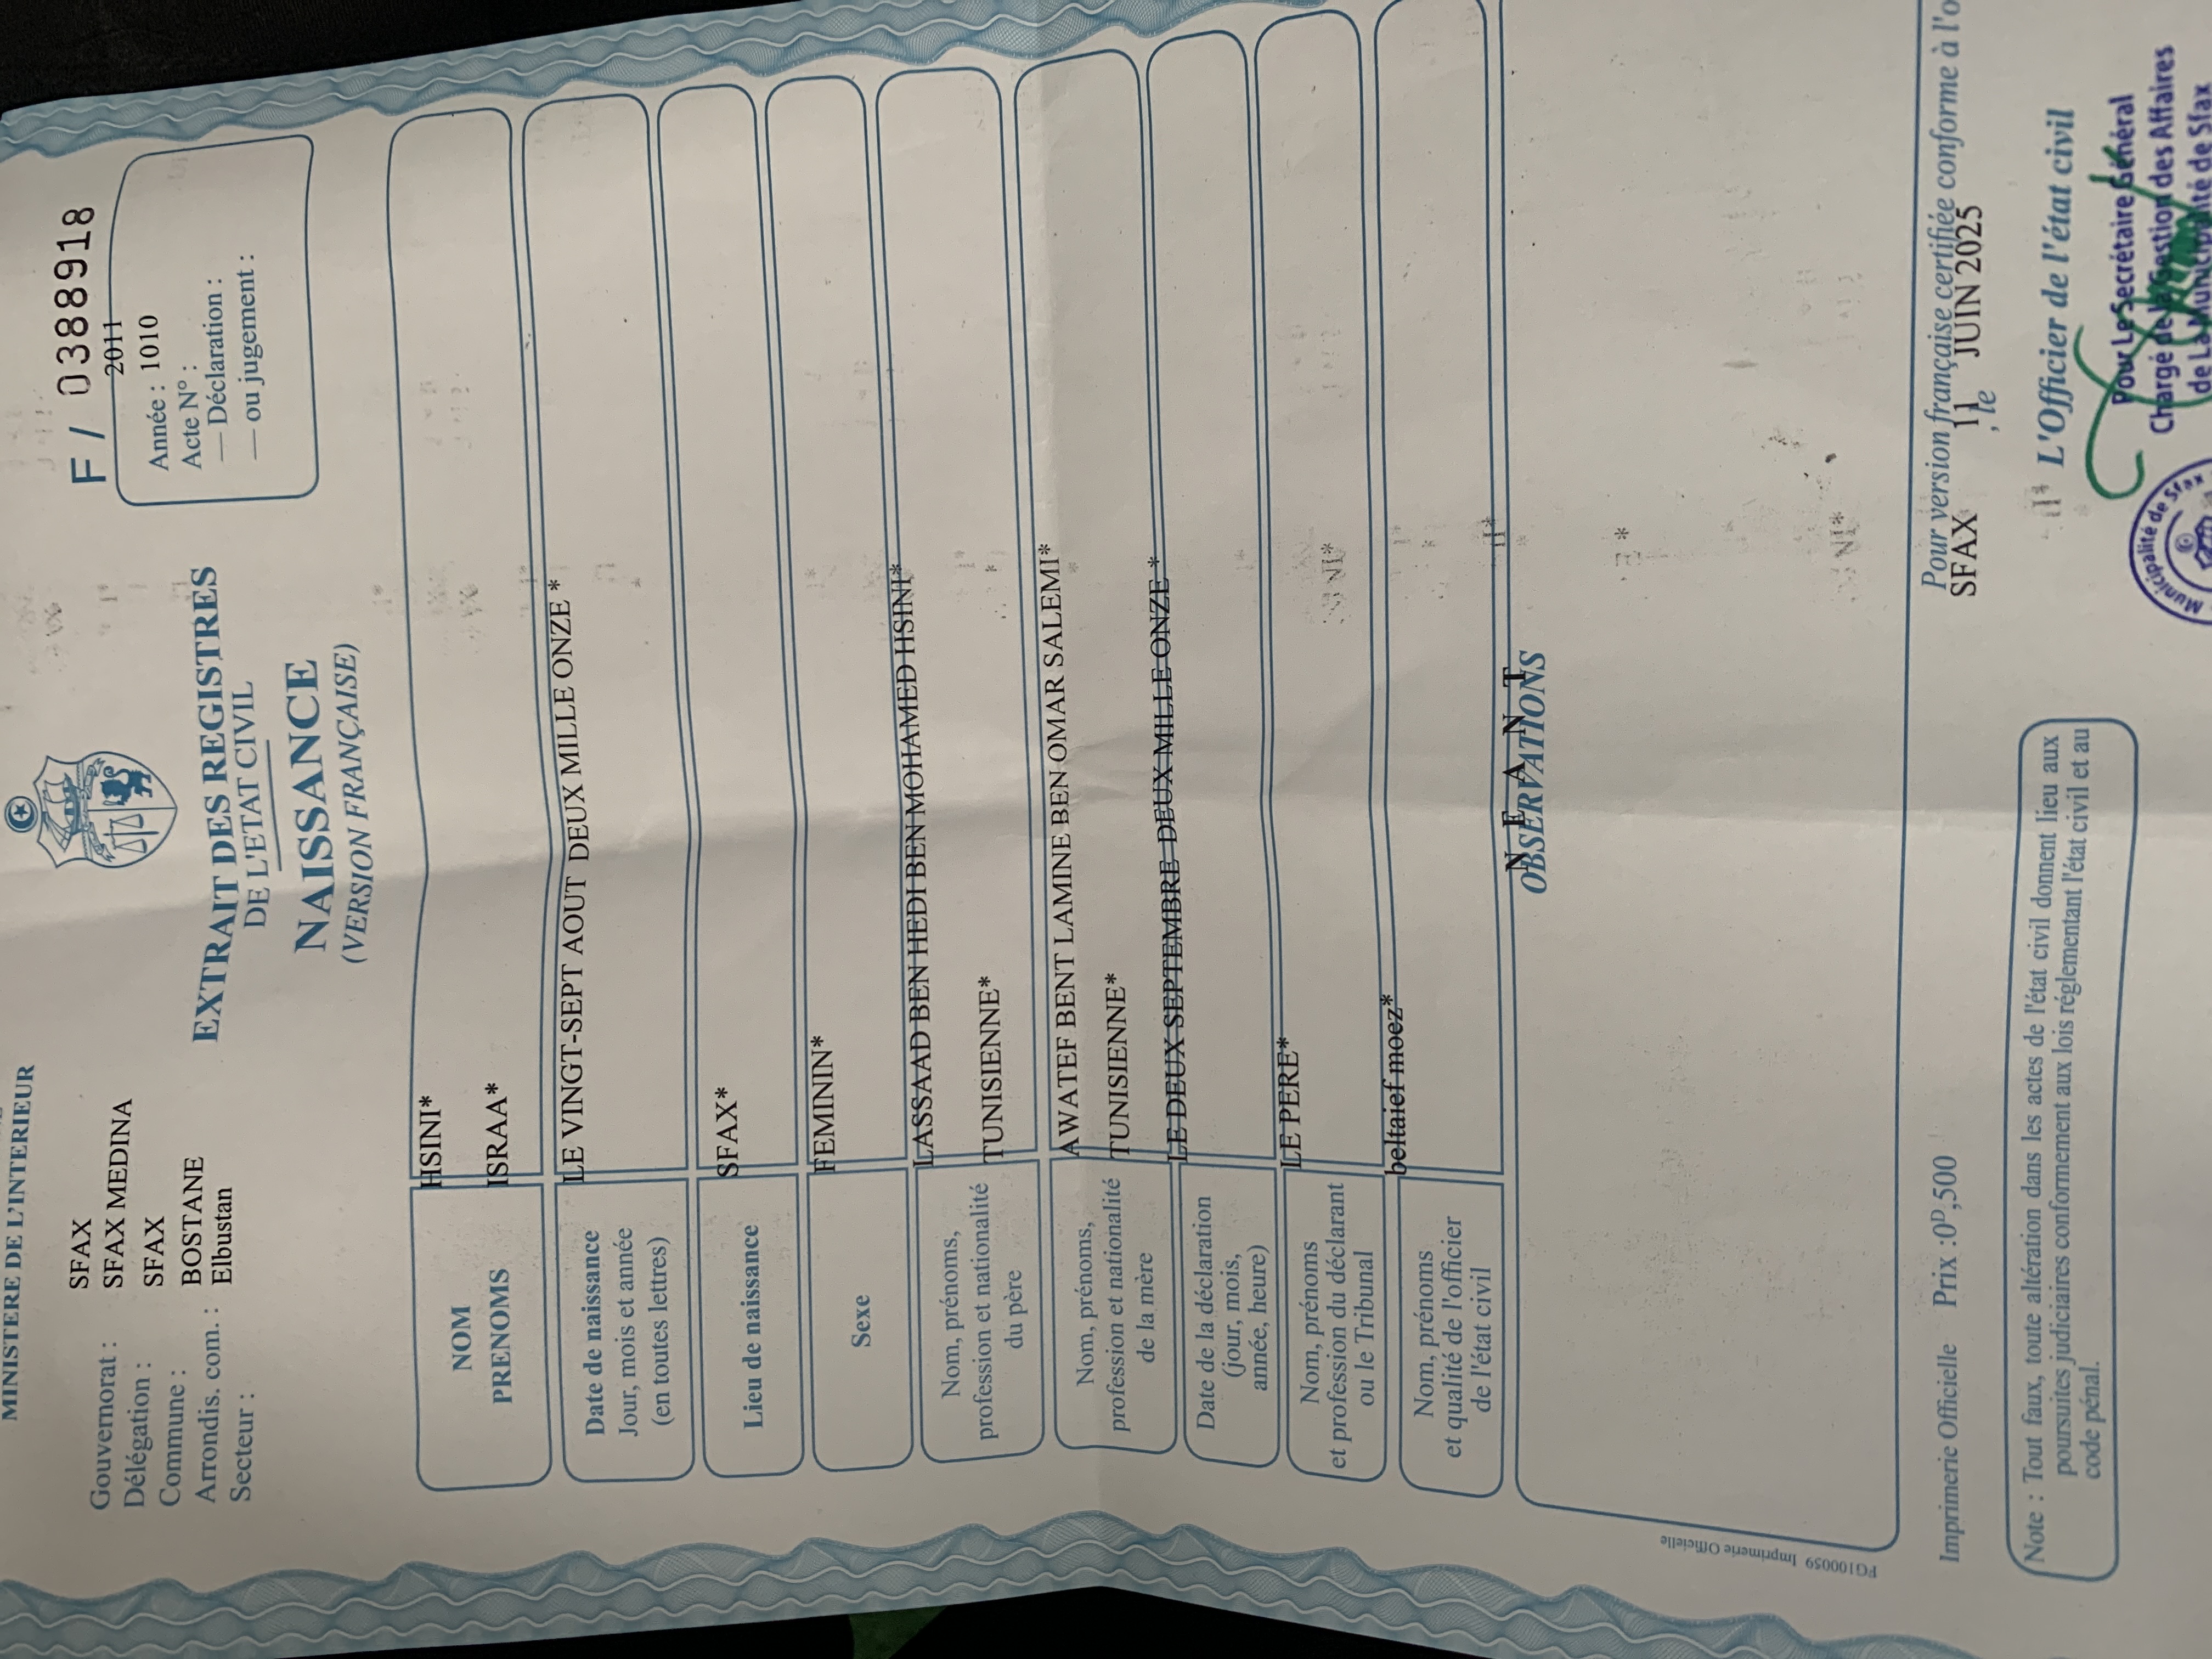 MINISTERE DE L'INTERIEUR
Gouvernorat : SFAX
Délégation : SFAX MEDINA
Commune : SFAX
Arrondis. com. : BOSTANE
Secteur : Elbustan
F / 0388918
2011
Année : 1010
Acte N° :
— Déclaration :
— ou jugement :
EXTRAIT DES REGISTRES
DE L'ETAT CIVIL
NAISSANCE
(VERSION FRANÇAISE)
NOM HSINI*
PRENOMS ISRAA*
Date de naissance
Jour, mois et année
(en toutes lettres)
LE VINGT-SEPT AOUT DEUX MILLE ONZE *
Lieu de naissance SFAX*
Sexe FEMININ*
Nom, prénoms,
profession et nationalité
du père
LASSAAD BEN HEDI BEN MOHAMED HSINI*
TUNISIENNE*
Nom, prénoms,
profession et nationalité
de la mère
AWATEF BENT LAMINE BEN OMAR SALEMI*
TUNISIENNE*
Date de la déclaration
(jour, mois,
année, heure)
LE DEUX SEPTEMBRE DEUX MILLE ONZE *
Nom, prénoms
et profession du déclarant
ou le Tribunal
LE PERE*
Nom, prénoms
et qualité de l'officier
de l'état civil
beltaief moez*
N E A N T
OBSERVATIONS
PG100059 Imprimerie Officielle
Imprimerie Officielle Prix :0ᴰ,500
Pour version française certifiée conforme à l'o
SFAX , le 11 JUIN 2025
L'Officier de l'état civil
Pour Le Secrétaire Général
Chargé de la Gestion des Affaires
de La Municipalité de Sfax
Municipalité de Sfax
Note : Tout faux, toute altération dans les actes de l'état civil donnent lieu aux
poursuites judiciaires conformement aux lois réglementant l'état civil et au
code pénal.